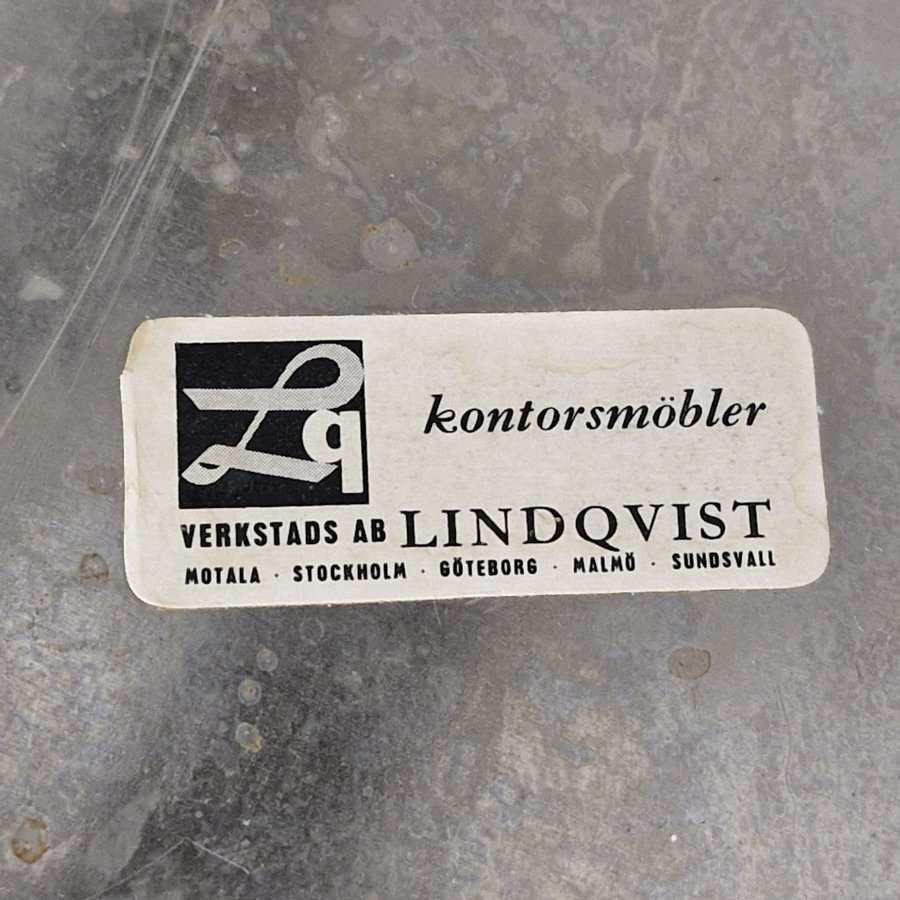 Lq
kontorsmöbler
VERKSTADS AB LINDQVIST
MOTALA · STOCKHOLM · GÖTEBORG · MALMÖ · SUNDSVALL